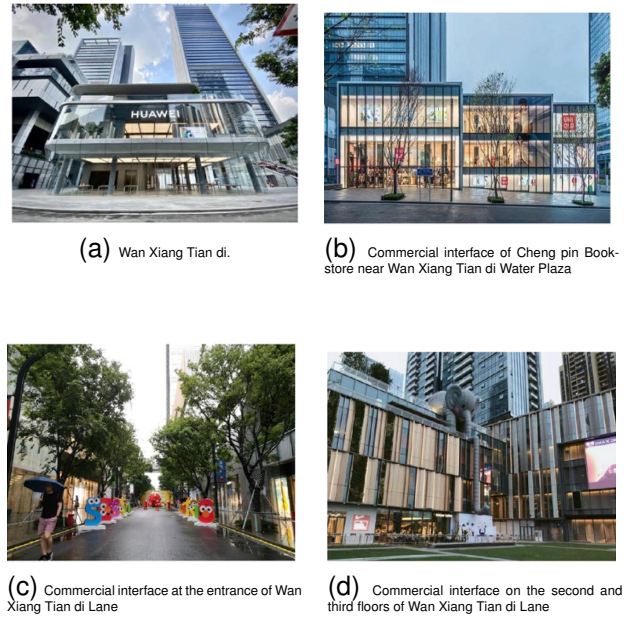 HUAWEI
(a) Wan Xiang Tian di.
UNI
QLO
(b) Commercial interface of Cheng pin Book-
store near Wan Xiang Tian di Water Plaza
(c) Commercial interface at the entrance of Wan
Xiang Tian di Lane
(d) Commercial interface on the second and
third floors of Wan Xiang Tian di Lane